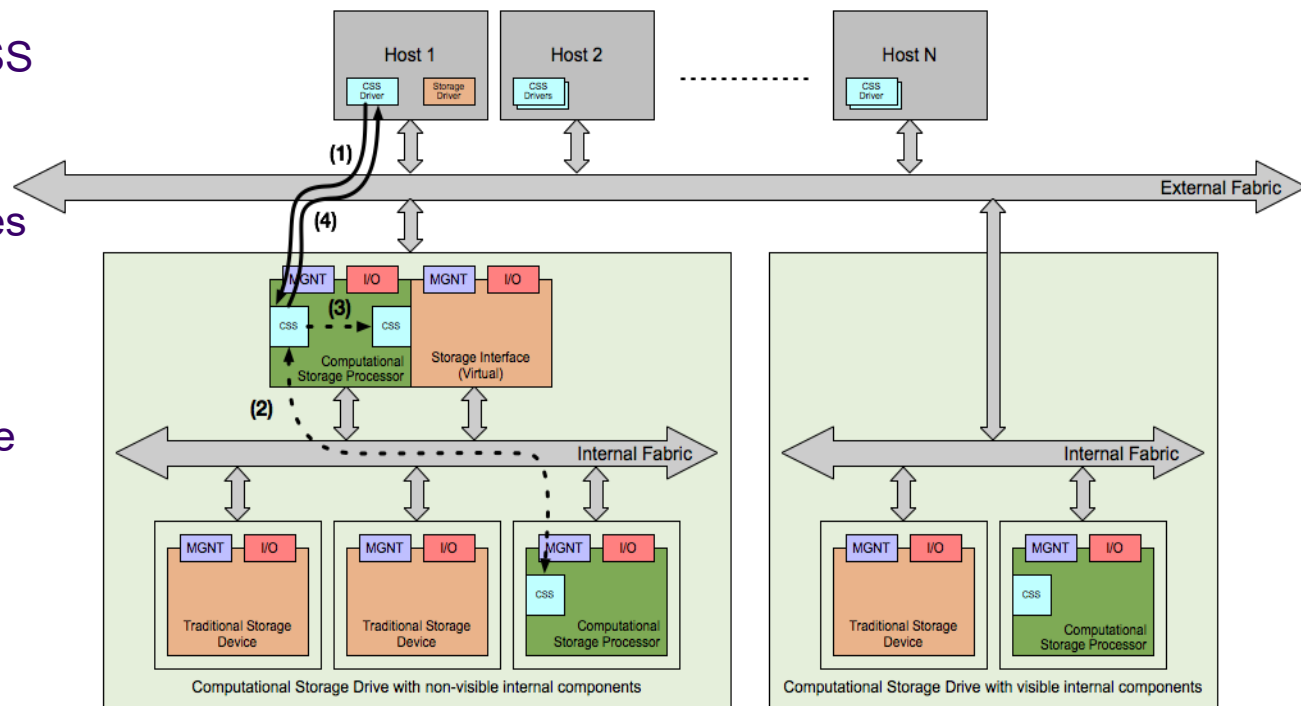 SS
es
e
Host 1
CSS
Driver
Storage
Driver
Host 2
CSS
Drivers
Host N
CSS
Driver
(1)
External Fabric
(4)
MGNT
I/O
MGNT
I/O
(3)
CSS
CSS
Computational
Storage Processor
Storage Interface
(Virtual)
(2)
Internal Fabric
MGNT
I/O
Traditional Storage
Device
MGNT
I/O
Traditional Storage
Device
MGNT
I/O
CSS
Computational
Storage Processor
Computational Storage Drive with non-visible internal components
Internal Fabric
MGNT
I/O
Traditional Storage
Device
MGNT
I/O
CSS
Computational
Storage Processor
Computational Storage Drive with visible internal components